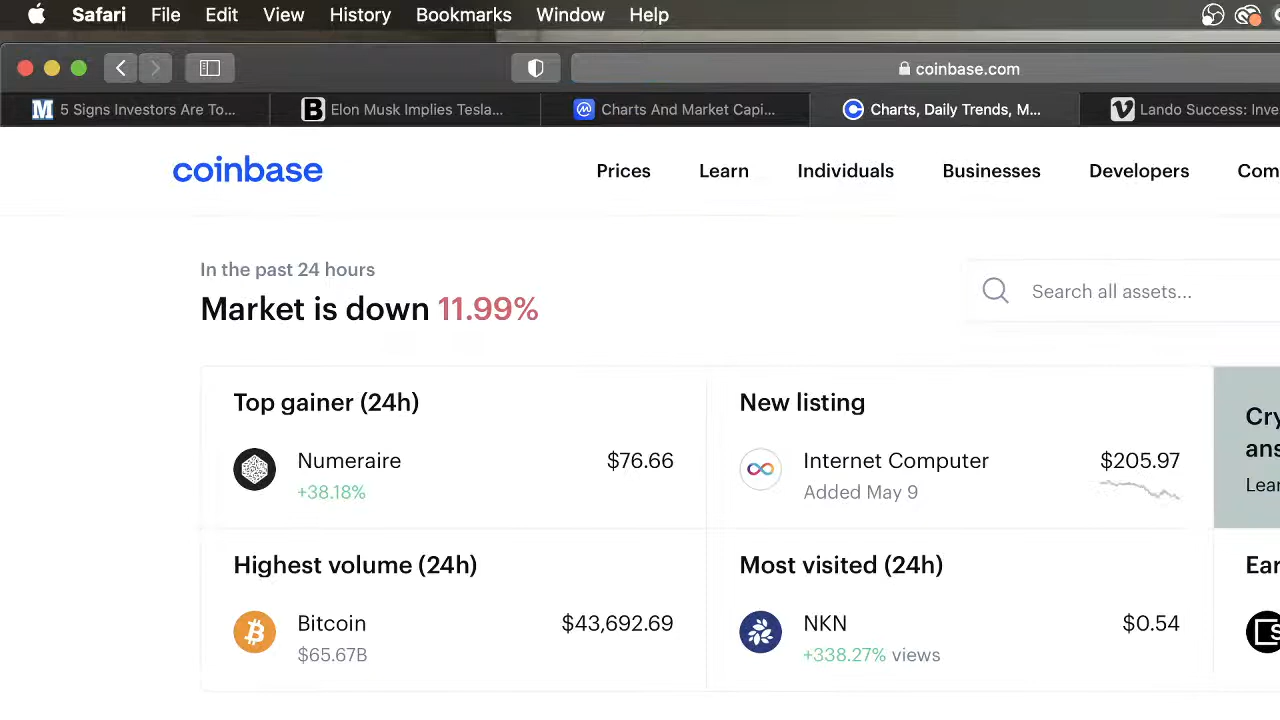 Safari File Edit View History Bookmarks Window Help
coinbase.com
5 Signs Investors Are To... Elon Musk Implies Tesla... Charts And Market Capi... Charts, Daily Trends, M... Lando Success: Inve
coinbase Prices Learn Individuals Businesses Developers Com
In the past 24 hours
Market is down 11.99%
Search all assets...
Top gainer (24h)
Numeraire $76.66
+38.18%
New listing
Internet Computer $205.97
Added May 9
Cry
ans
Lear
Highest volume (24h)
Bitcoin $43,692.69
$65.67B
Most visited (24h)
NKN $0.54
+338.27% views
Ear